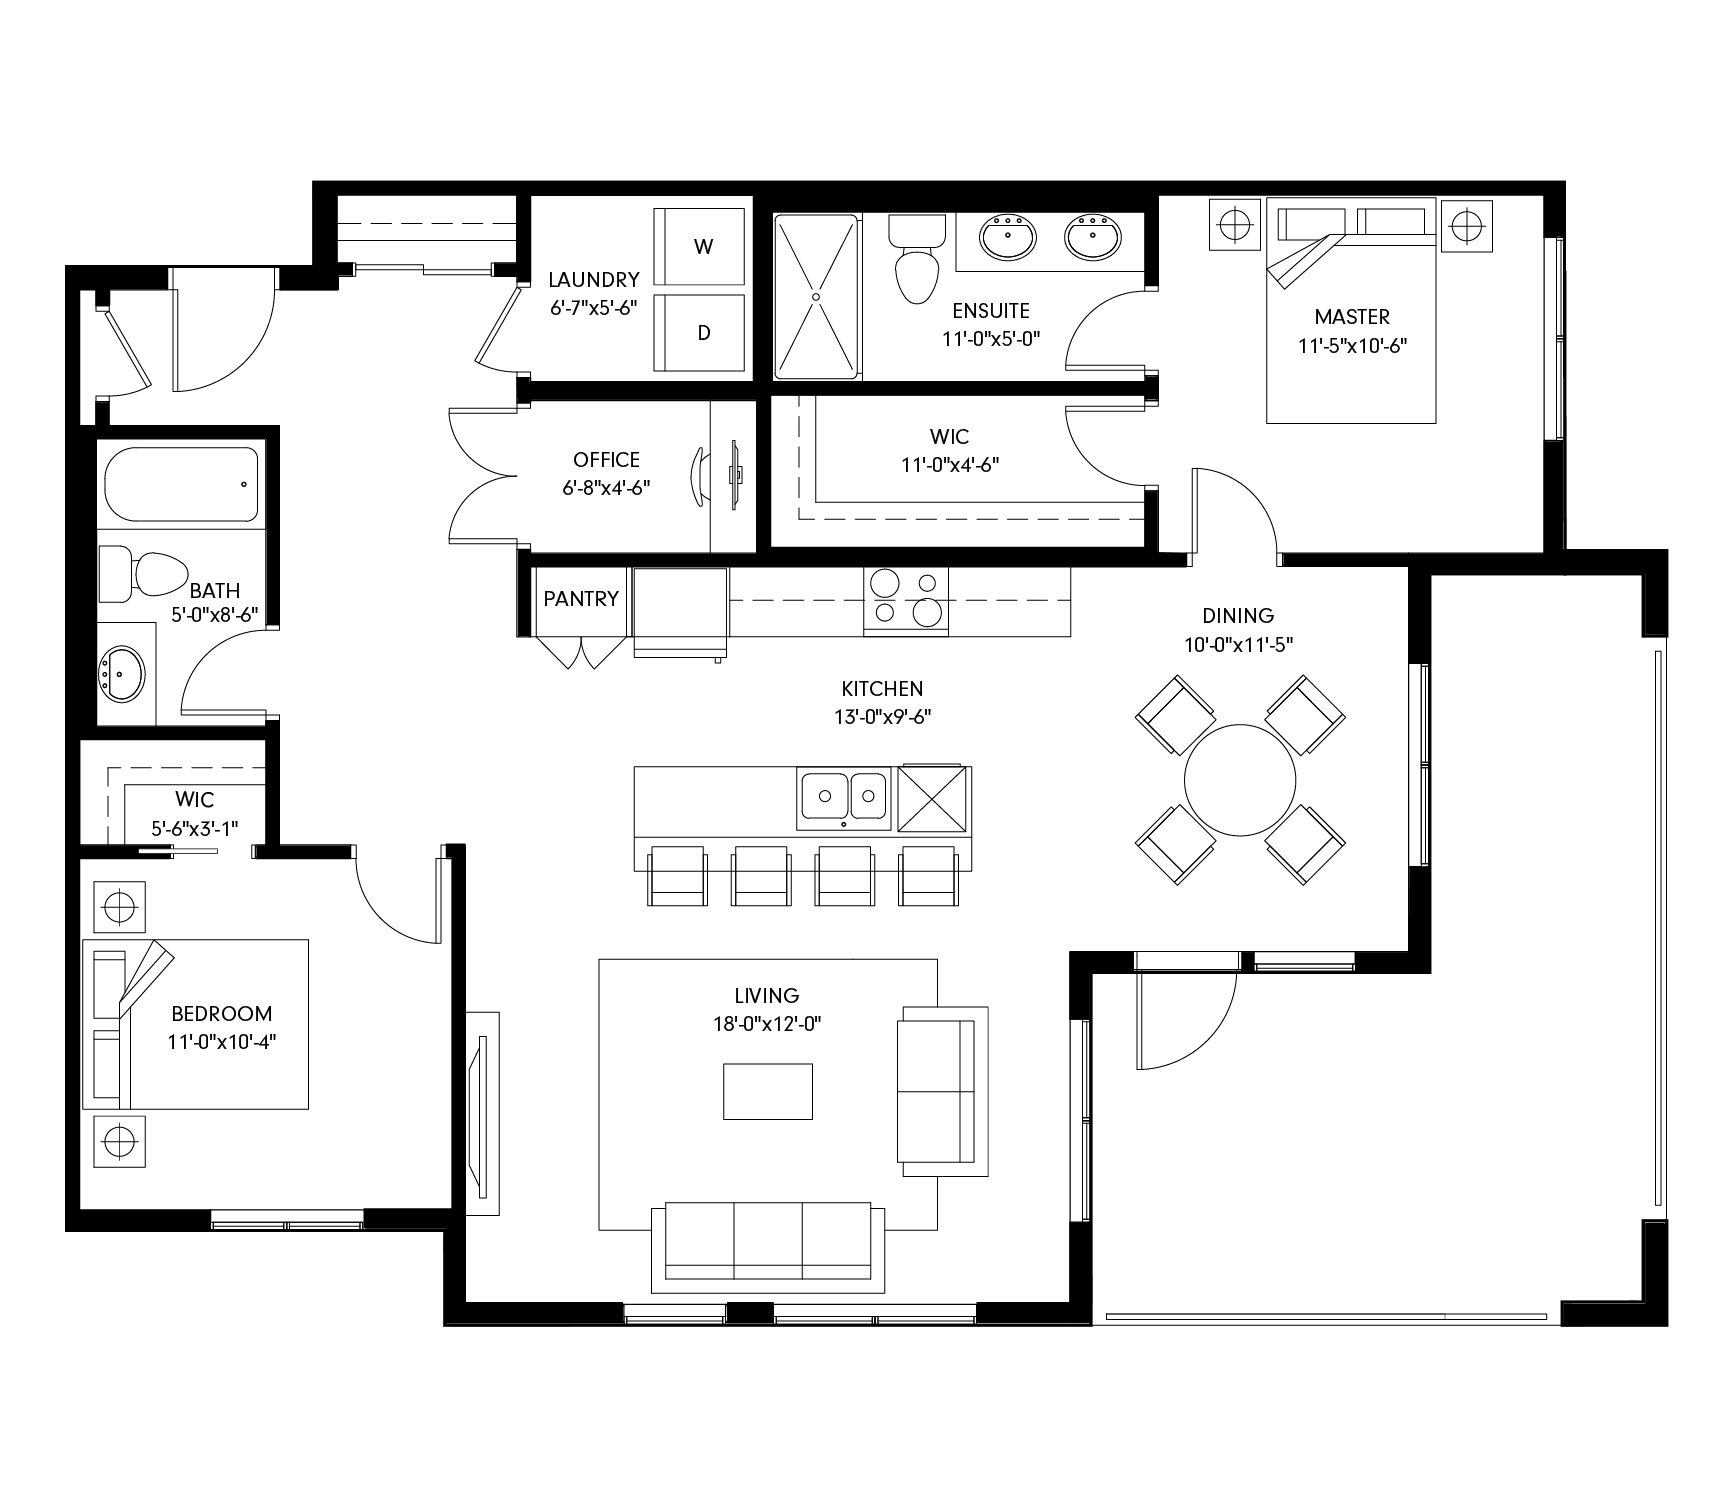 W
LAUNDRY
6'-7"x5'-6"
D
ENSUITE
11'-0"x5'-0"
MASTER
11'-5"x10'-6"
WIC
11'-0"x4'-6"
OFFICE
6'-8"x4'-6"
BATH
5'-0"x8'-6"
PANTRY
DINING
10'-0"x11'-5"
KITCHEN
13'-0"x9'-6"
WIC
5'-6"x3'-1"
LIVING
18'-0"x12'-0"
BEDROOM
11'-0"x10'-4"